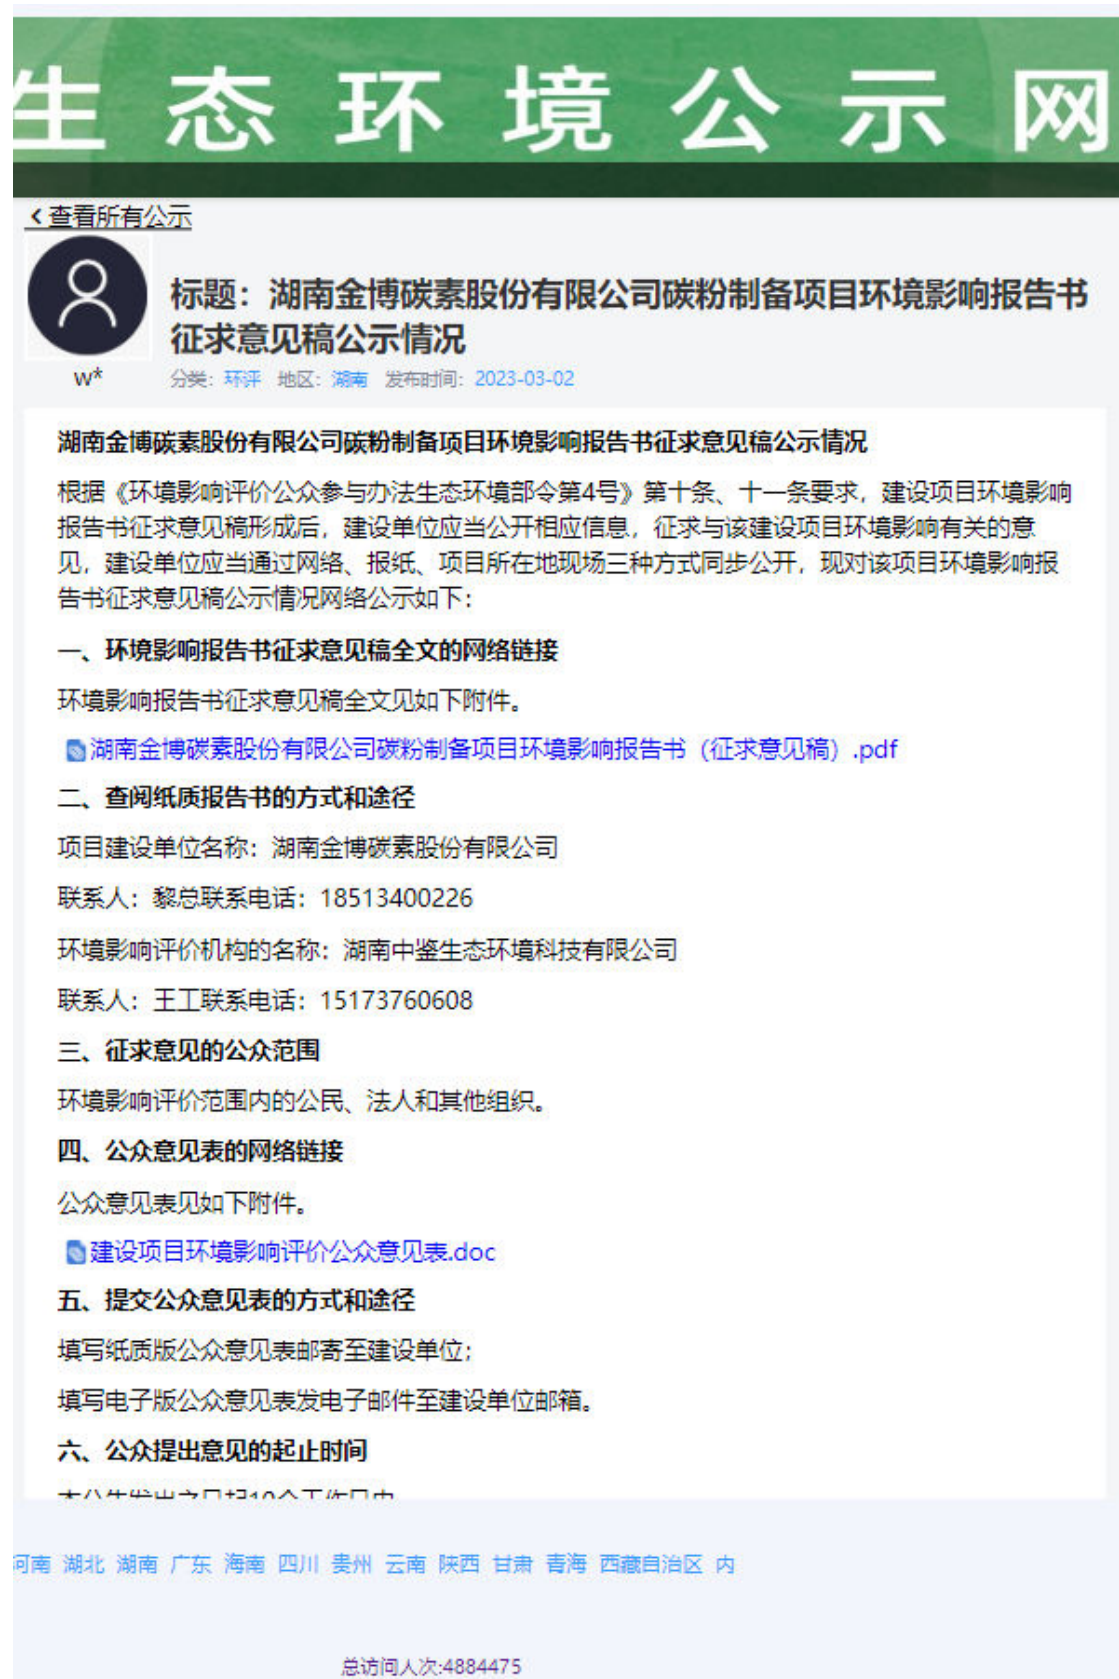 生态环境公示网
查看所有公示
标题：湖南金博碳素股份有限公司碳粉制备项目环境影响报告书
征求意见稿公示情况
w*
分类：环评 地区：湖南 发布时间：2023-03-02
湖南金博碳素股份有限公司碳粉制备项目环境影响报告书征求意见稿公示情况
根据《环境影响评价公众参与办法生态环境部令第4号》第十条、十一条要求，建设项目环境影响
报告书征求意见稿形成后，建设单位应当公开相应信息，征求与该建设项目环境影响有关的意
见，建设单位应当通过网络、报纸、项目所在地现场三种方式同步公开，现对该项目环境影响报
告书征求意见稿公示情况网络公示如下：
一、环境影响报告书征求意见稿全文的网络链接
环境影响报告书征求意见稿全文见如下附件。
湖南金博碳素股份有限公司碳粉制备项目环境影响报告书（征求意见稿）.pdf
二、查阅纸质报告书的方式和途径
项目建设单位名称：湖南金博碳素股份有限公司
联系人：黎总联系电话：18513400226
环境影响评价机构的名称：湖南中鉴生态环境科技有限公司
联系人：王工联系电话：15173760608
三、征求意见的公众范围
环境影响评价范围内的公民、法人和其他组织。
四、公众意见表的网络链接
公众意见表见如下附件。
建设项目环境影响评价公众意见表.doc
五、提交公众意见表的方式和途径
填写纸质版公众意见表邮寄至建设单位；
填写电子版公众意见表发电子邮件至建设单位邮箱。
六、公众提出意见的起止时间
本公告发出之日起10个工作日内
河南 湖北 湖南 广东 海南 四川 贵州 云南 陕西 甘肃 青海 西藏自治区 内
总访问人次:4884475